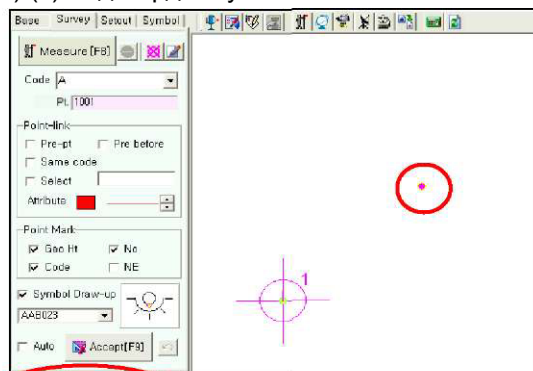 Base Survey Setout Symbol
Measure [F8]
Code A
Pt. 1001
Point-link
Pre-pt Pre before
Same code
Select
Attribute
Point Mark
Geo Ht No
Code NE
Symbol Draw-up
AAB023
Auto Accept[F9]
1